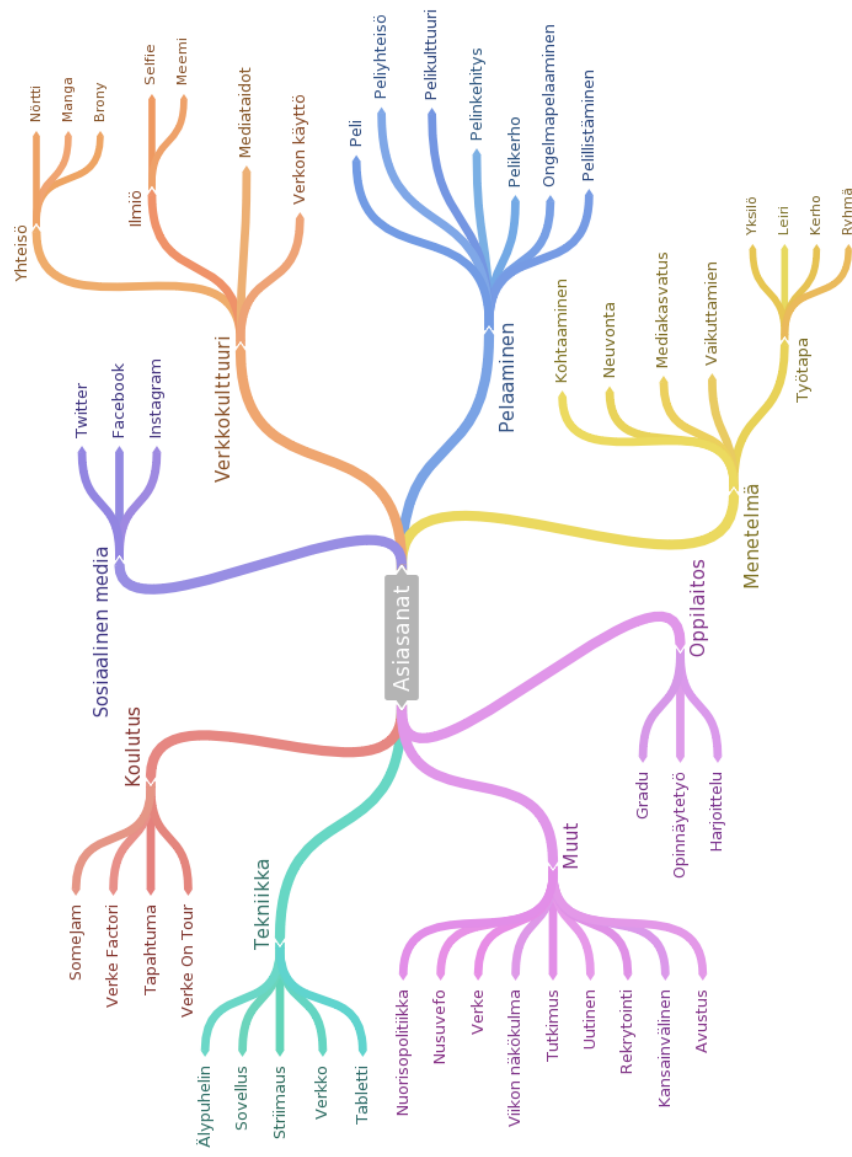 Asiasanat
Sosiaalinen media
Twitter
Facebook
Instagram
Verkkokulttuuri
Yhteisö
Nörtti
Manga
Brony
Ilmiö
Selfie
Meemi
Mediataidot
Verkon käyttö
Pelaaminen
Peli
Peliyhteisö
Pelikulttuuri
Pelinkehitys
Pelikerho
Ongelmapelaaminen
Pelillistäminen
Menetelmä
Kohtaaminen
Neuvonta
Mediakasvatus
Vaikuttamien
Työtapa
Yksilö
Leiri
Kerho
Ryhmä
Koulutus
SomeJam
Verke Factori
Tapahtuma
Verke On Tour
Tekniikka
Älypuhelin
Sovellus
Striimaus
Verkko
Tabletti
Muut
Nuorisopolitiikka
Nusuvefo
Verke
Viikon näkökulma
Tutkimus
Uutinen
Rekrytointi
Kansainvälinen
Avustus
Oppilaitos
Gradu
Opinnäytetyö
Harjoittelu